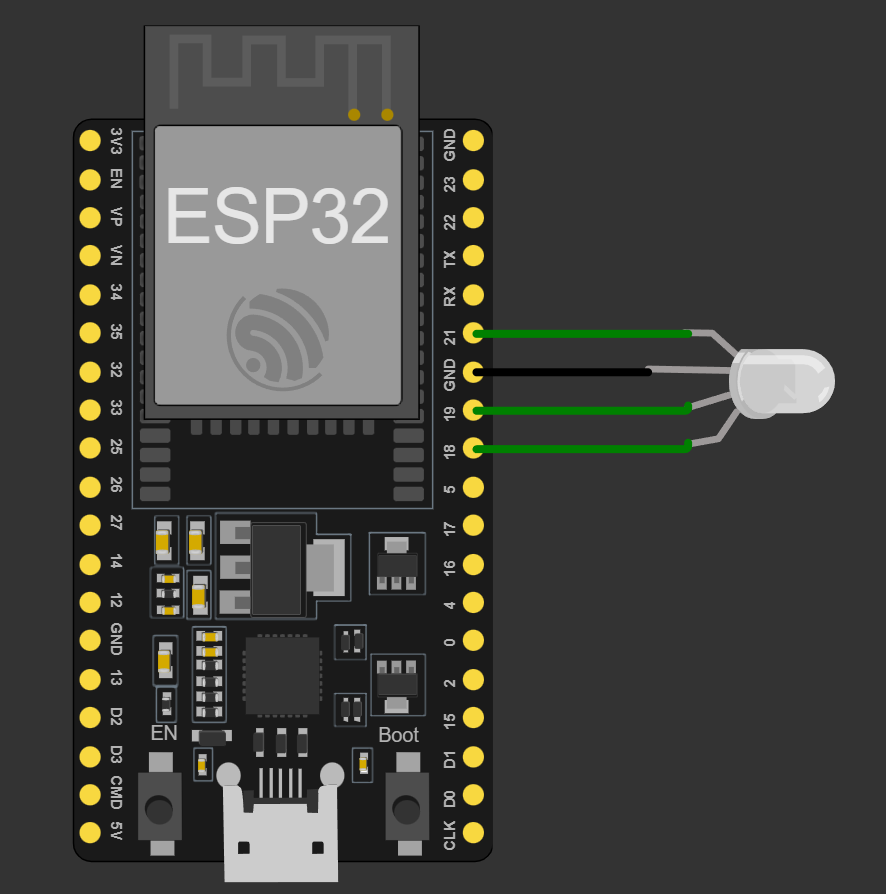 ESP32
3V3
EN
VP
VN
34
35
32
33
25
26
27
14
12
GND
13
D2
D3
CMD
5V
GND
23
22
TX
RX
21
GND
19
18
5
17
16
4
0
2
15
D1
D0
CLK
EN
Boot